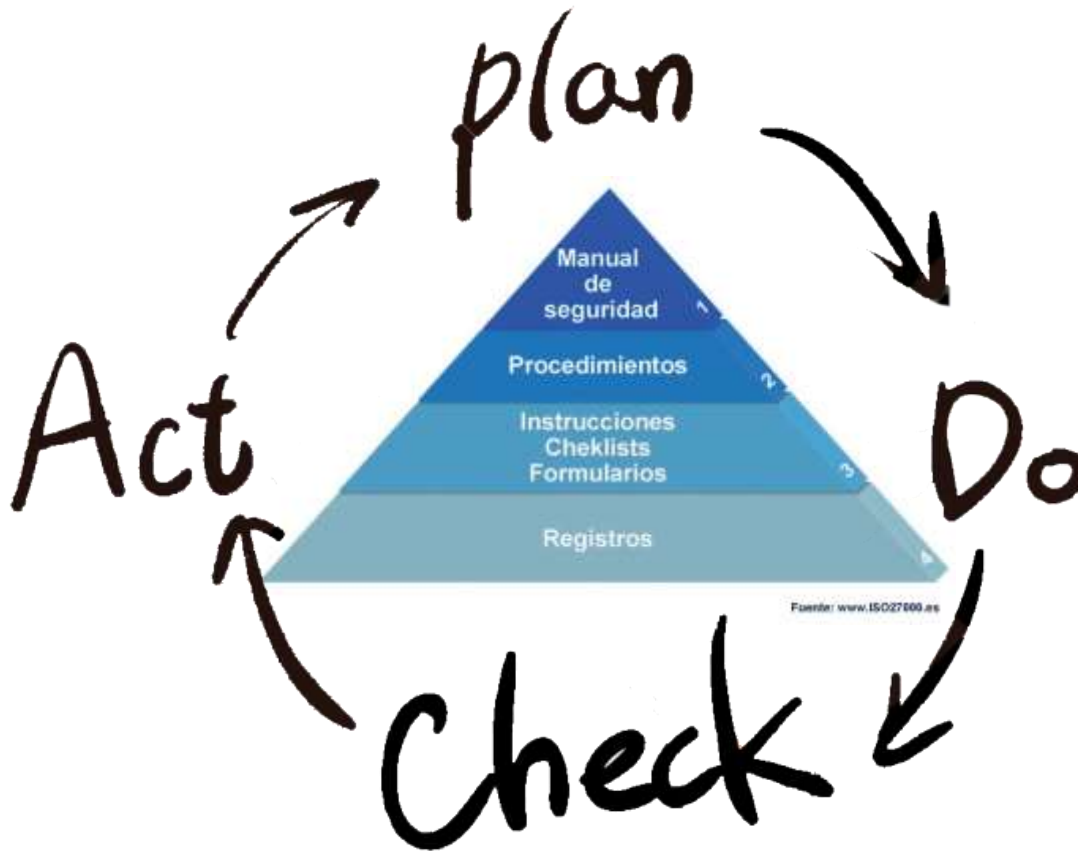 plan
Manual
de
seguridad
1
Procedimientos
2
Instrucciones
Cheklists
Formularios
3
Registros
4
Fuente: www.ISO27000.es
Act
Do
Check